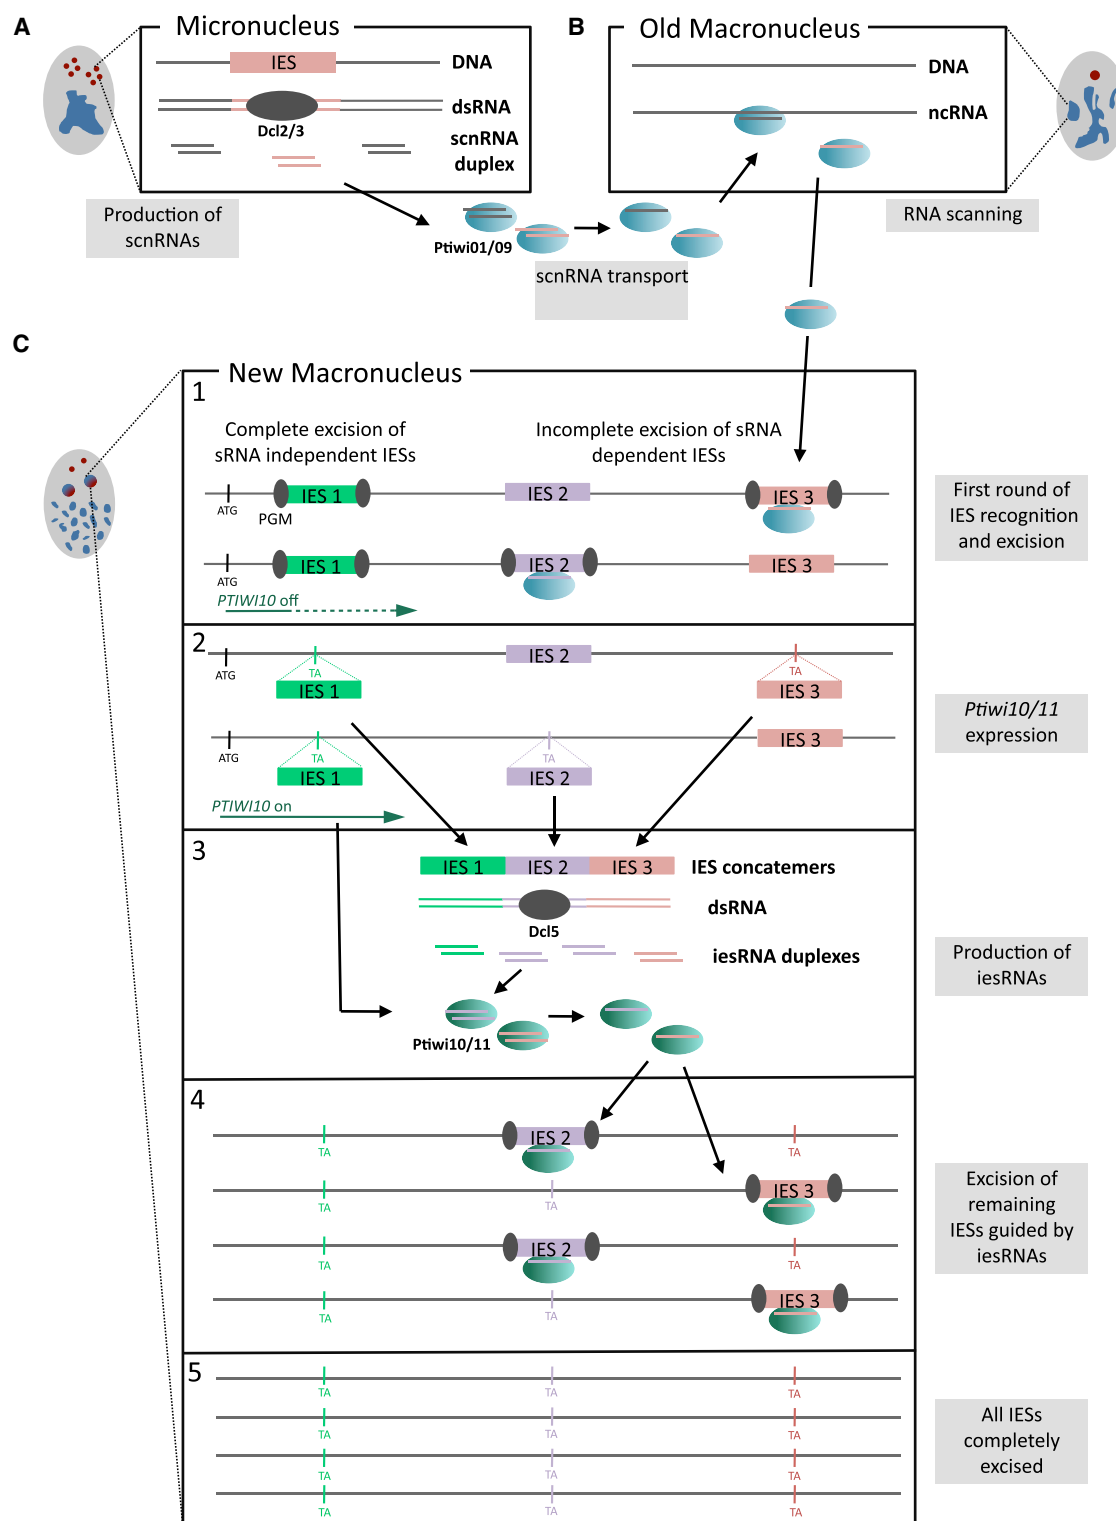 A
Micronucleus
IES
DNA
dsRNA
Dcl2/3
scnRNA
duplex
Production of
scnRNAs
B
Old Macronucleus
DNA
ncRNA
RNA scanning
Ptiwi01/09
scnRNA transport
C
New Macronucleus
1
Complete excision of
sRNA independent IESs
Incomplete excision of sRNA
dependent IESs
ATG
PGM
IES 1
IES 2
IES 3
ATG
IES 1
IES 2
IES 3
PTIWI10 off
First round of
IES recognition
and excision
2
ATG
TA
IES 1
IES 2
TA
IES 3
ATG
TA
IES 1
TA
IES 2
IES 3
PTIWI10 on
Ptiwi10/11
expression
3
IES 1
IES 2
IES 3
IES concatemers
dsRNA
Dcl5
iesRNA duplexes
Ptiwi10/11
Production of
iesRNAs
4
TA
IES 2
TA
TA
TA
IES 3
TA
IES 2
TA
TA
TA
IES 3
Excision of
remaining
IESs guided by
iesRNAs
5
TA
TA
TA
TA
TA
TA
TA
TA
TA
TA
TA
TA
All IESs
completely
excised